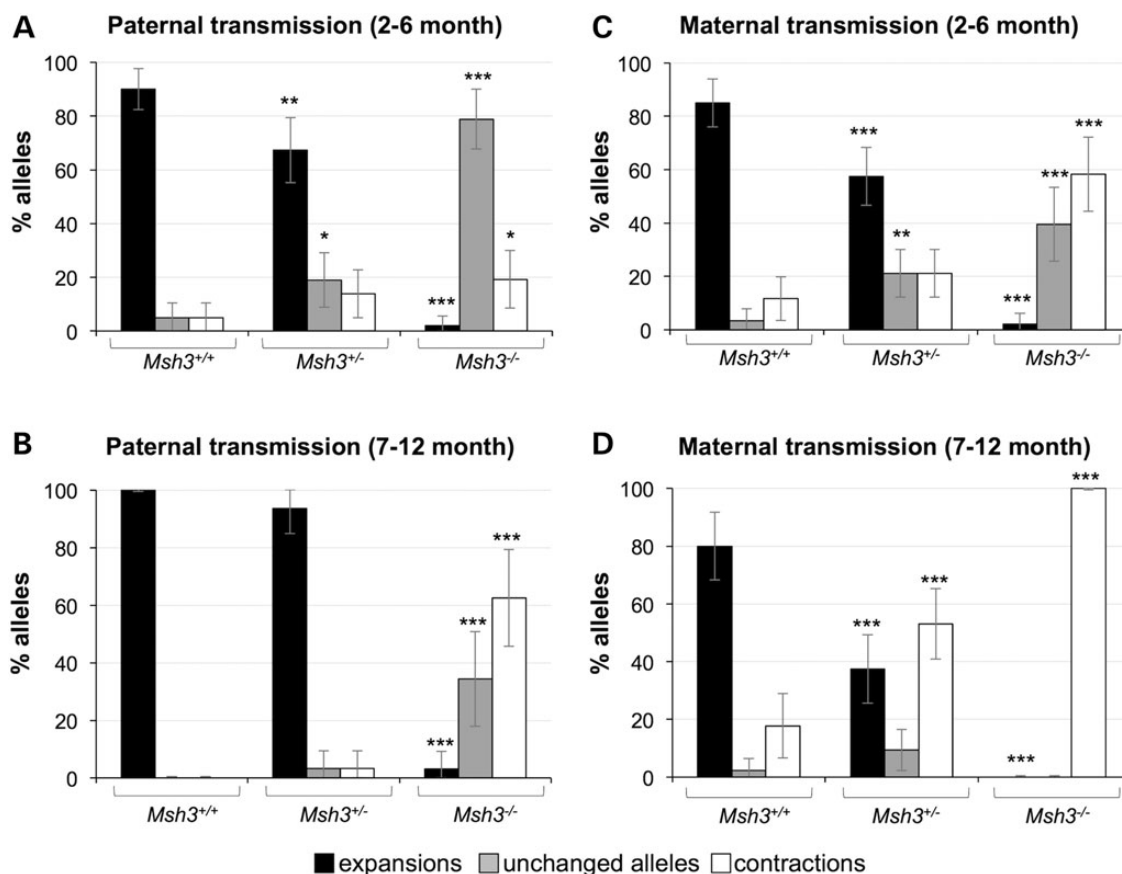 A
Paternal transmission (2-6 month)
% alleles
100
80
60
40
20
0
**
*
***
***
*
Msh3+/+
Msh3+/-
Msh3-/-
C
Maternal transmission (2-6 month)
% alleles
100
80
60
40
20
0
***
**
***
***
***
Msh3+/+
Msh3+/-
Msh3-/-
B
Paternal transmission (7-12 month)
% alleles
100
80
60
40
20
0
***
***
***
Msh3+/+
Msh3+/-
Msh3-/-
D
Maternal transmission (7-12 month)
% alleles
100
80
60
40
20
0
***
***
***
***
Msh3+/+
Msh3+/-
Msh3-/-
expansions unchanged alleles contractions